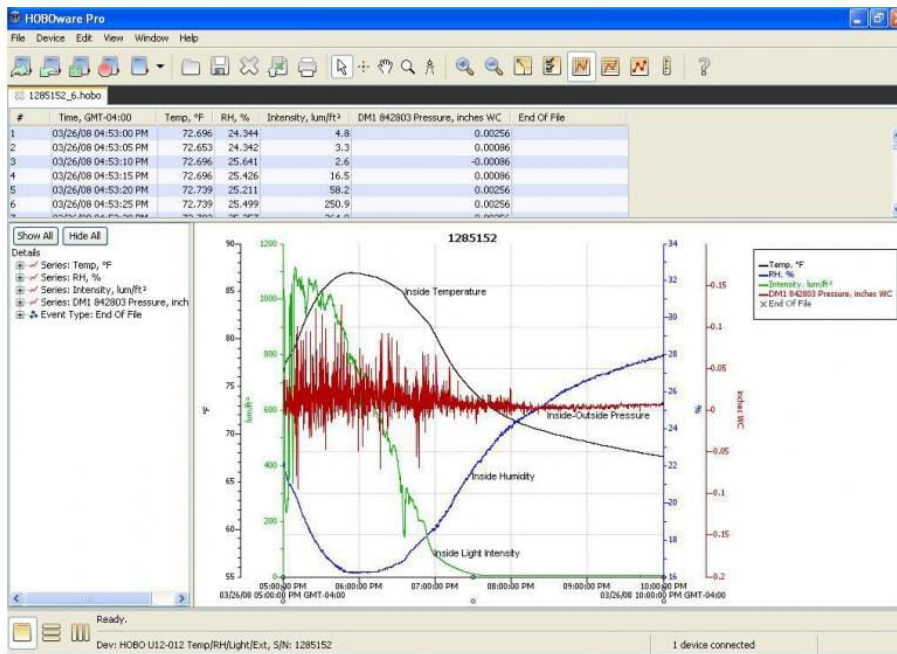 HOBOware Pro
File Device Edit View Window Help
1285152_6.hobo
# Time, GMT-04:00 Temp, °F RH, % Intensity, lum/ft² DM1 842803 Pressure, inches WC End Of File
1 03/26/08 04:53:00 PM 72.696 24.344 4.8 0.00256
2 03/26/08 04:53:05 PM 72.653 24.342 3.3 0.00086
3 03/26/08 04:53:10 PM 72.696 25.641 2.6 -0.00086
4 03/26/08 04:53:15 PM 72.696 25.426 16.5 0.00086
5 03/26/08 04:53:20 PM 72.739 25.211 58.2 0.00256
6 03/26/08 04:53:25 PM 72.739 25.499 250.9 0.00256
Show All Hide All
Details
Series: Temp, °F
Series: RH, %
Series: Intensity, lum/ft²
Series: DM1 842803 Pressure, inch
Event Type: End Of File
1285152
90 1200 34
Temp, °F
RH, %
Intensity, lum/ft²
DM1 842803 Pressure, inches WC
End Of File
Inside Temperature
85 1000 32 0.15
30 0.1
80 800
28 0.05
75 26
°F lum/ft² 600 % -0 inches WC
Inside-Outside Pressure
70 24
400 22 -0.05
65 Inside Humidity
20 -0.1
60 200
18 -0.15
Inside Light Intensity
55 0 16 -0.2
05:00:00 PM 06:00:00 PM 07:00:00 PM 08:00:00 PM 09:00:00 PM 10:00:00 PM
03/26/08 05:00:00 PM GMT-04:00 03/26/08 10:00:00 PM GMT-04:00
Ready.
Dev: HOBO U12-012 Temp/RH/Light/Ext, S/N: 1285152 1 device connected